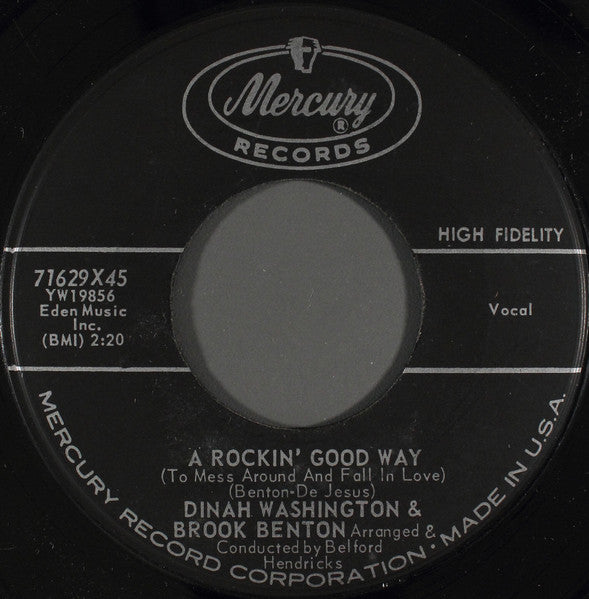 Mercury
®
RECORDS
HIGH FIDELITY
71629X45
YW19856
Eden Music
Inc.
(BMI) 2:20
Vocal
A ROCKIN' GOOD WAY
(To Mess Around And Fall In Love)
(Benton-De Jesus)
DINAH WASHINGTON &
BROOK BENTON Arranged &
Conducted by Belford
Hendricks
MERCURY RECORD CORPORATION • MADE IN U.S.A.